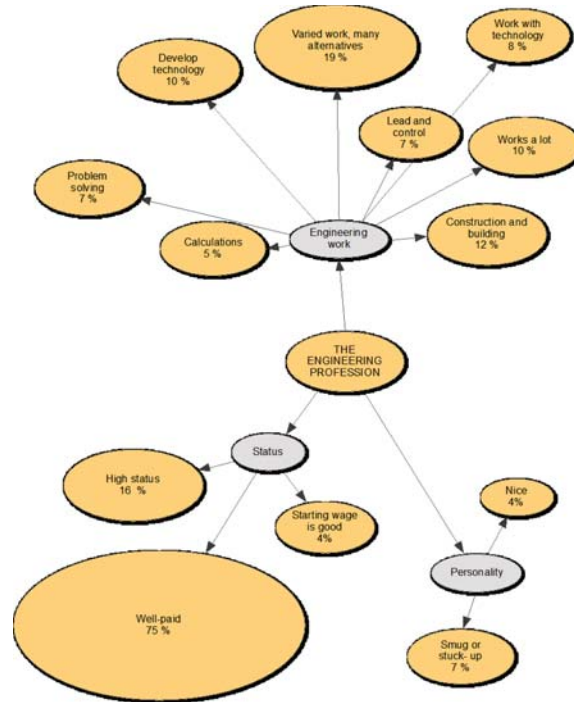 Varied work, many
alternatives
19 %
Work with
technology
8 %
Develop
technology
10 %
Lead and
control
7 %
Works a lot
10 %
Problem
solving
7 %
Calculations
5 %
Engineering
work
Construction and
building
12 %
THE
ENGINEERING
PROFESSION
Status
High status
16 %
Starting wage
is good
4%
Well-paid
75 %
Nice
4%
Personality
Smug or
stuck- up
7 %